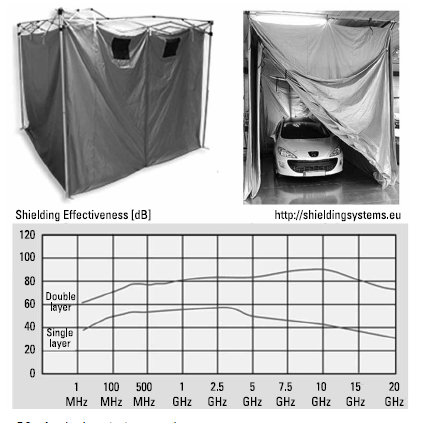 Shielding Effectiveness [dB] http://shieldingsystems.eu
120
100
80
60
40
20
0
Double
layer
Single
layer
1 100 500 1 2.5 5 7.5 10 15 20
MHz MHz MHz GHz GHz GHz GHz GHz GHz GHz